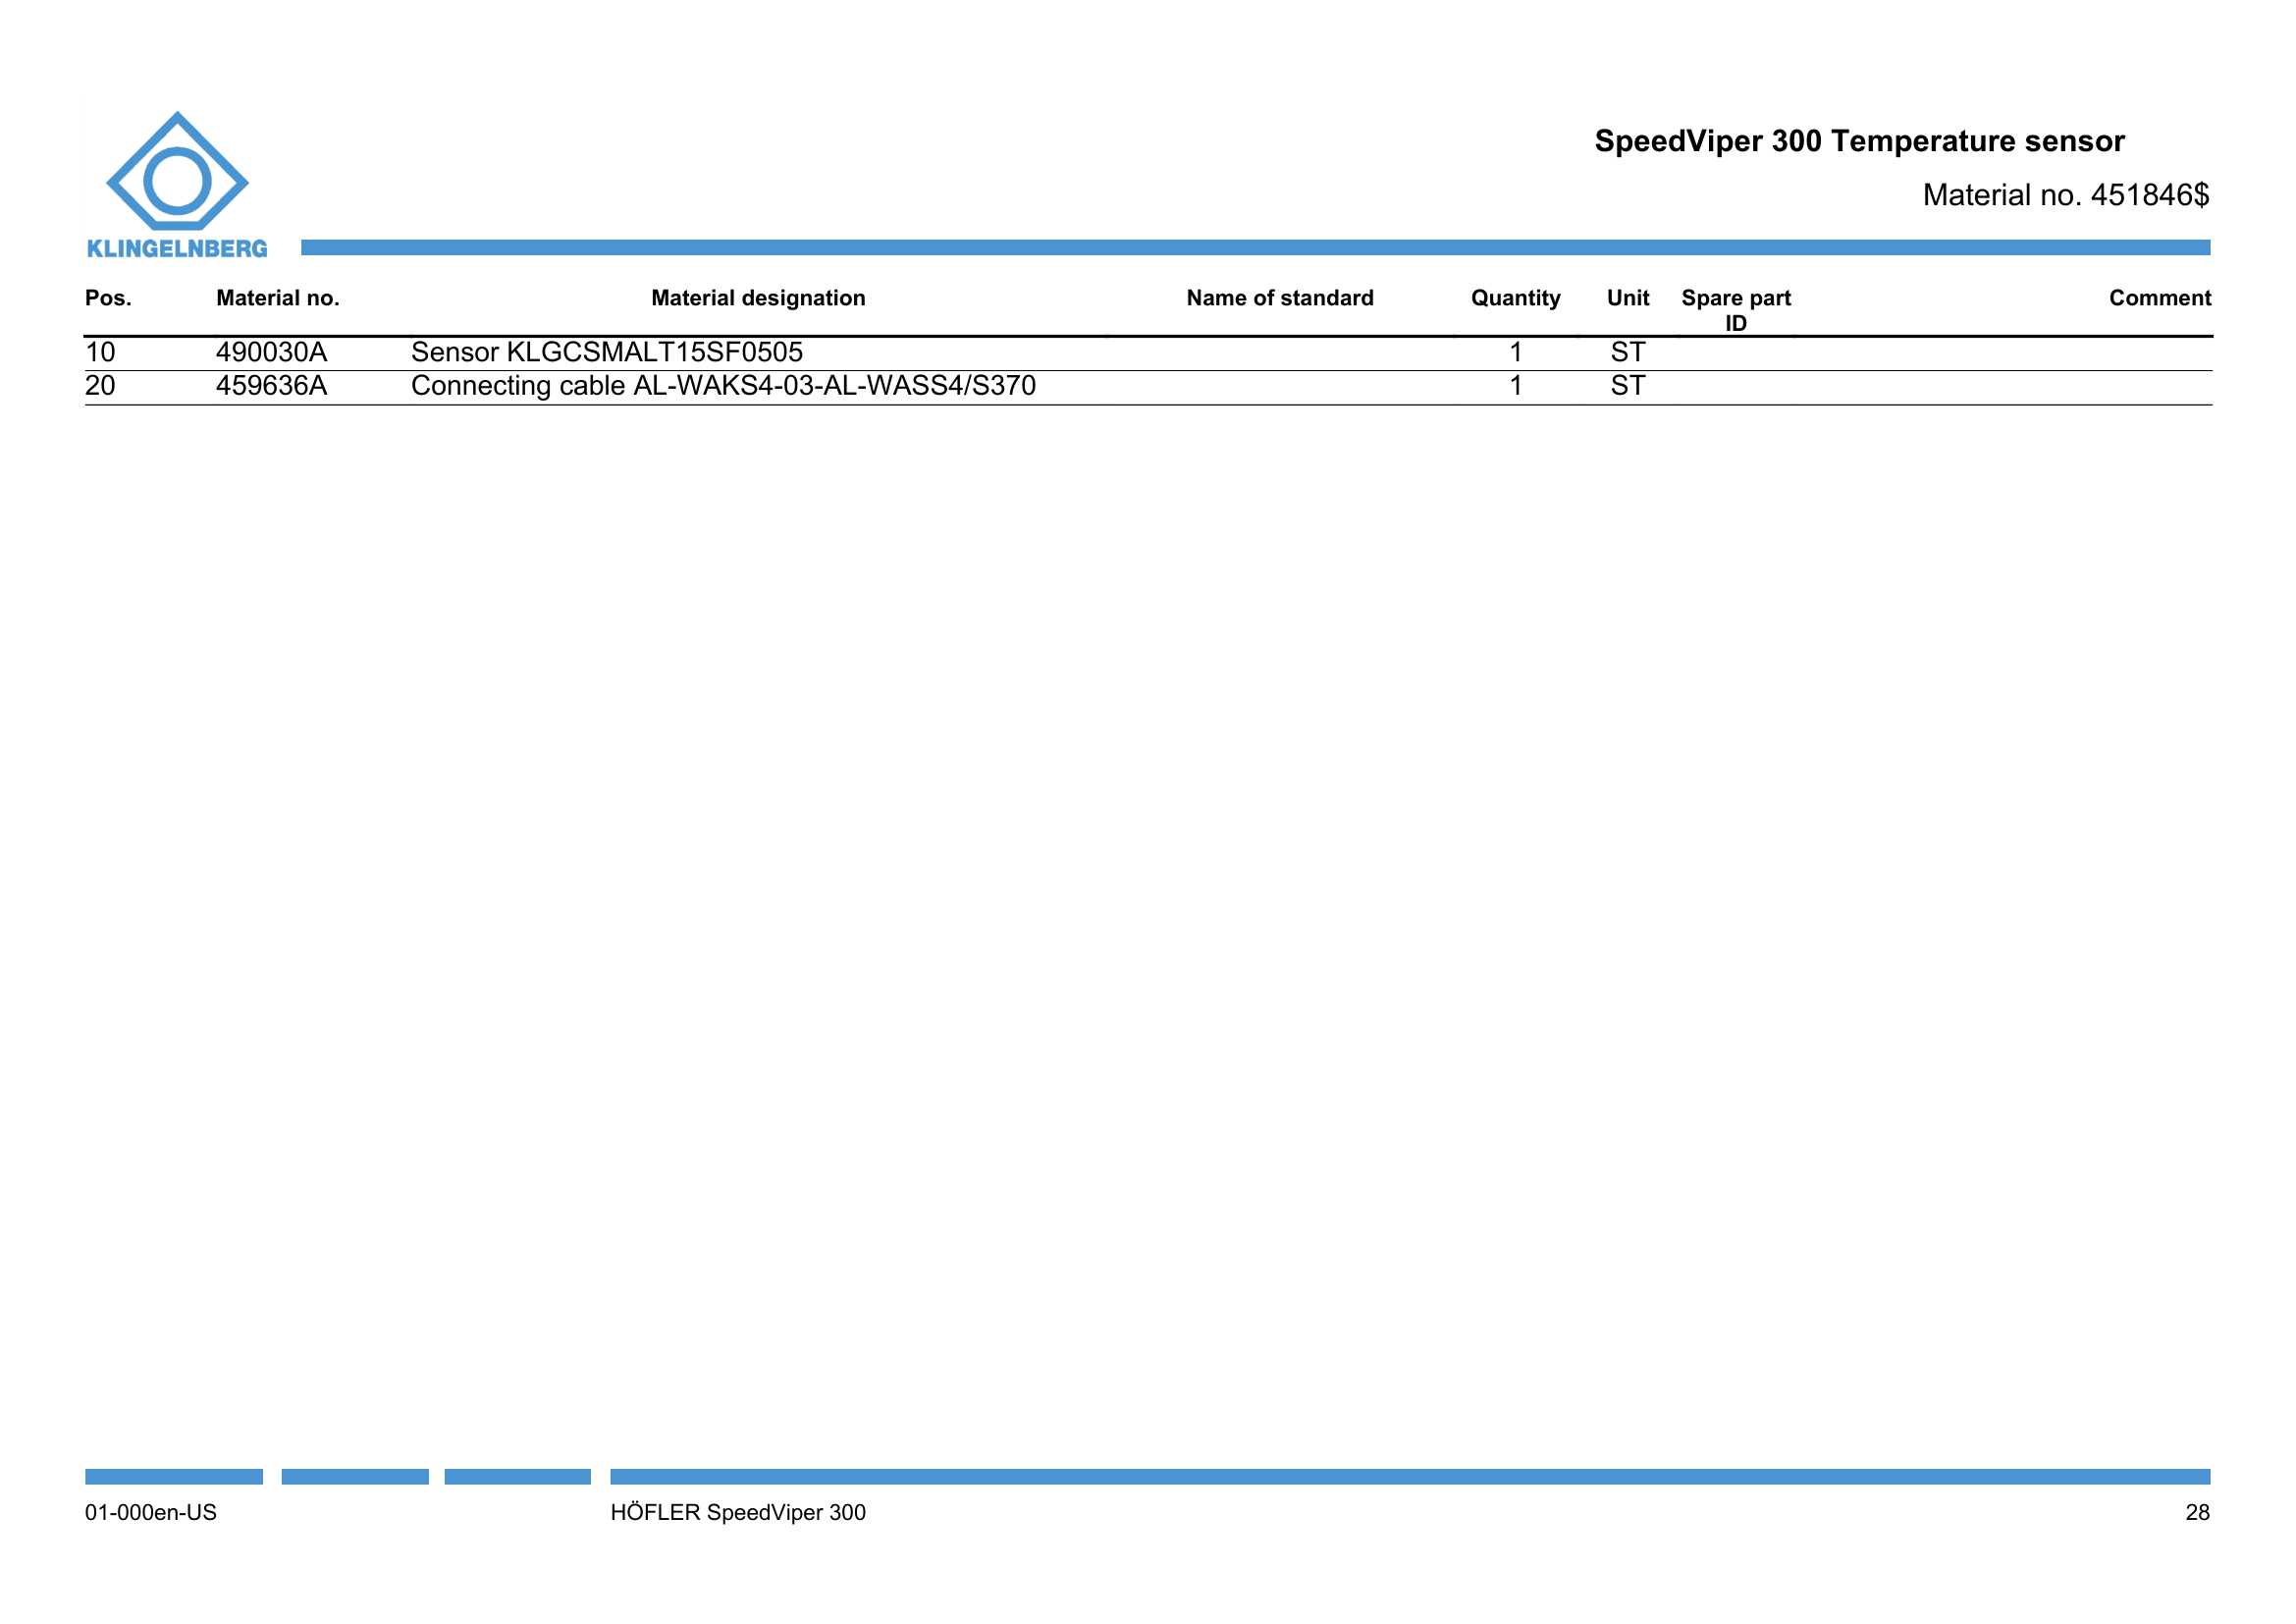 KLINGELNBERG
SpeedViper 300 Temperature sensor
Material no. 451846$
Pos. Material no. Material designation Name of standard Quantity Unit Spare part ID Comment
10 490030A Sensor KLGCSMALT15SF0505 1 ST
20 459636A Connecting cable AL-WAKS4-03-AL-WASS4/S370 1 ST
01-000en-US HÖFLER SpeedViper 300 28